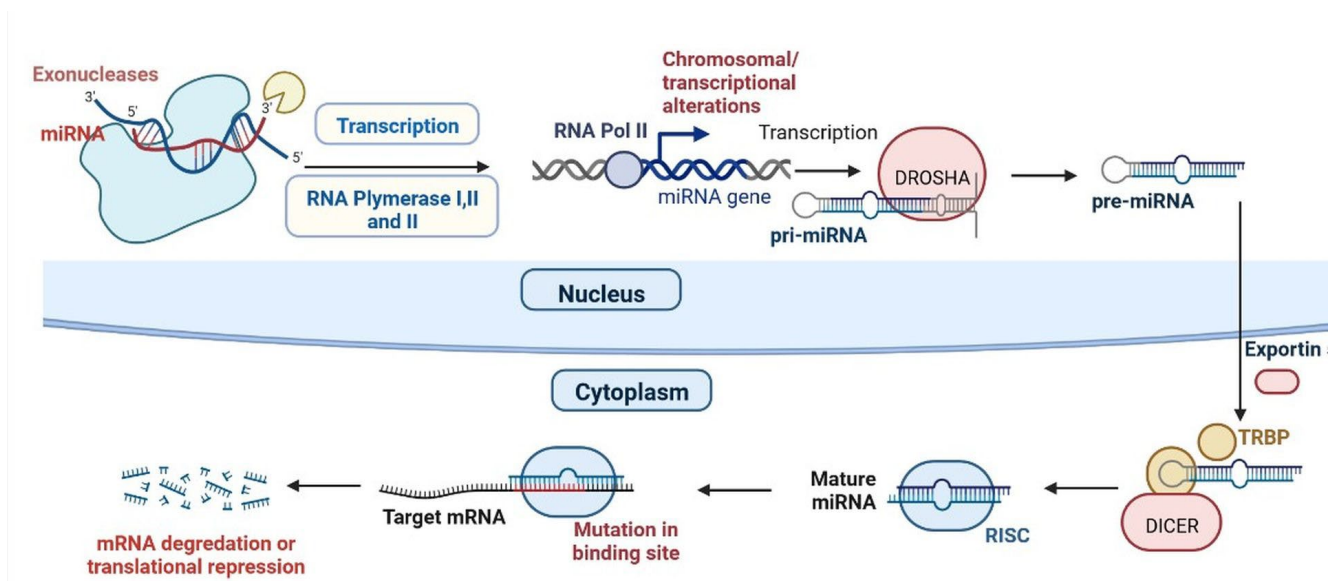 Exonucleases
3'
5'
3'
miRNA
5'
Transcription
RNA Plymerase I,II
and II
Chromosomal/
transcriptional
alterations
RNA Pol II
miRNA gene
Transcription
DROSHA
pri-miRNA
pre-miRNA
Nucleus
Exportin
Cytoplasm
TRBP
DICER
Mature
miRNA
RISC
Target mRNA
Mutation in
binding site
mRNA degredation or
translational repression